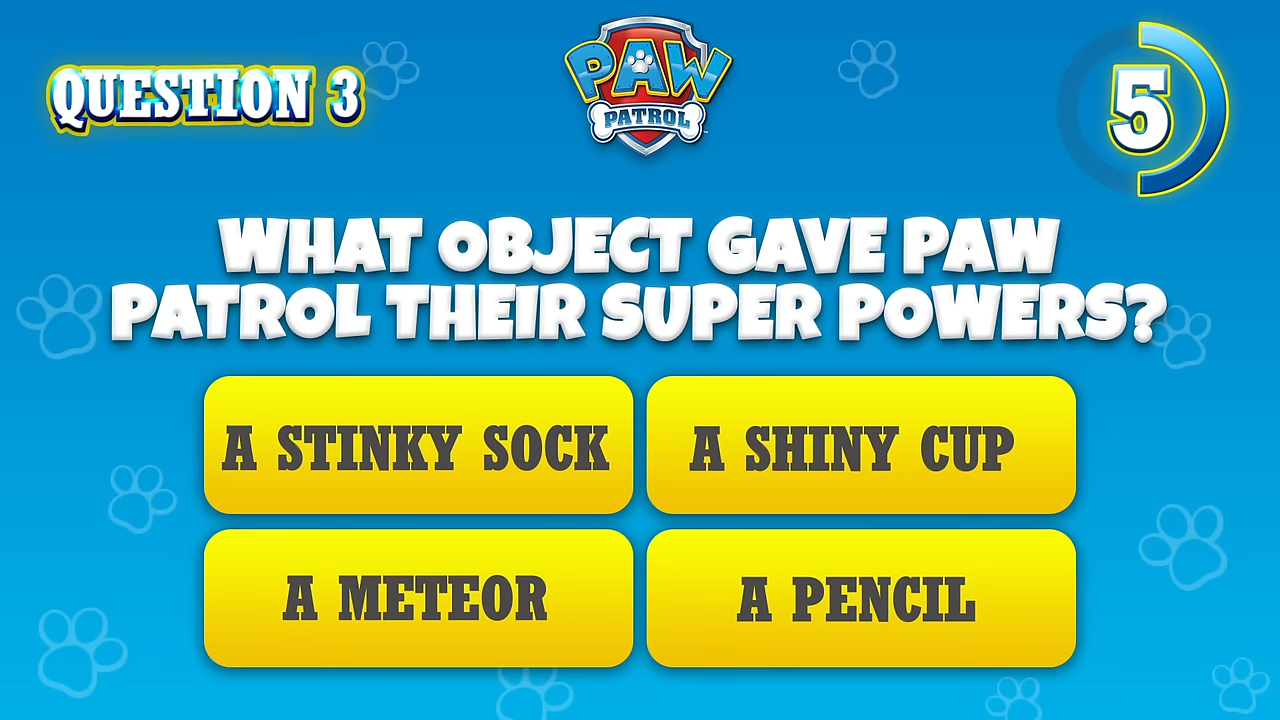 QUESTION 3
PAW
PATROL
5
WHAT OBJECT GAVE PAW
PATROL THEIR SUPER POWERS?
A STINKY SOCK
A SHINY CUP
A METEOR
A PENCIL